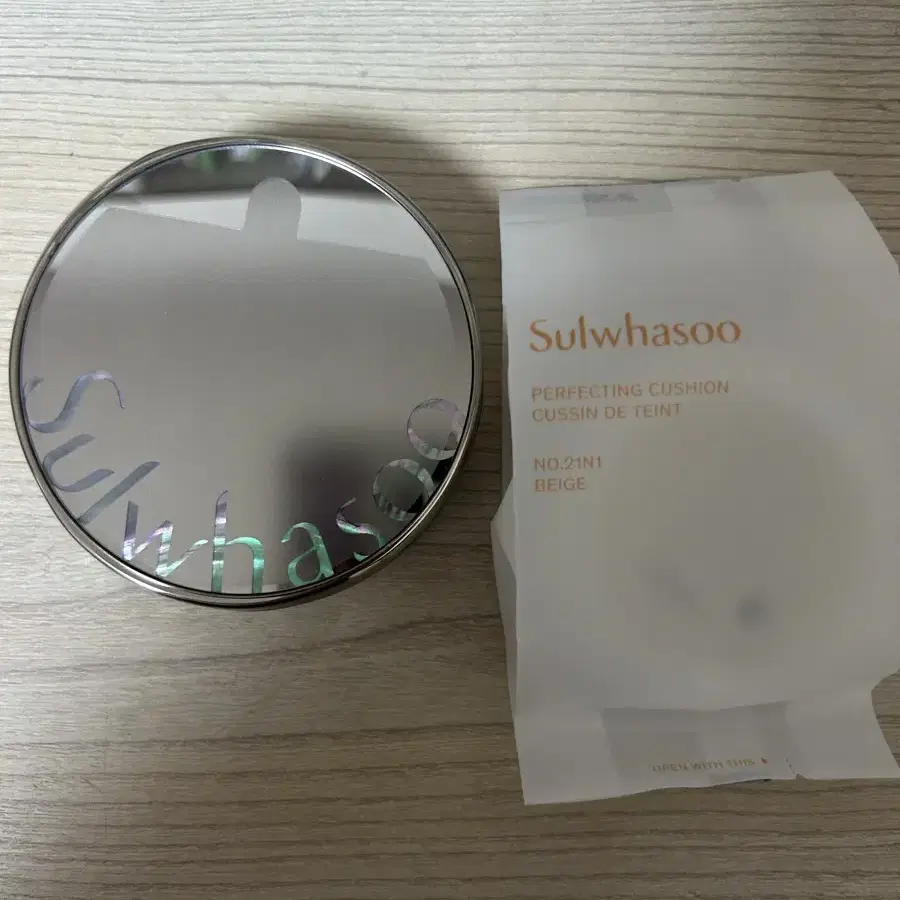 Sulwhasoo
Sulwhasoo
PERFECTING CUSHION
CUSSIN DE TEINT
NO.21N1
BEIGE
OPEN WITH THIS